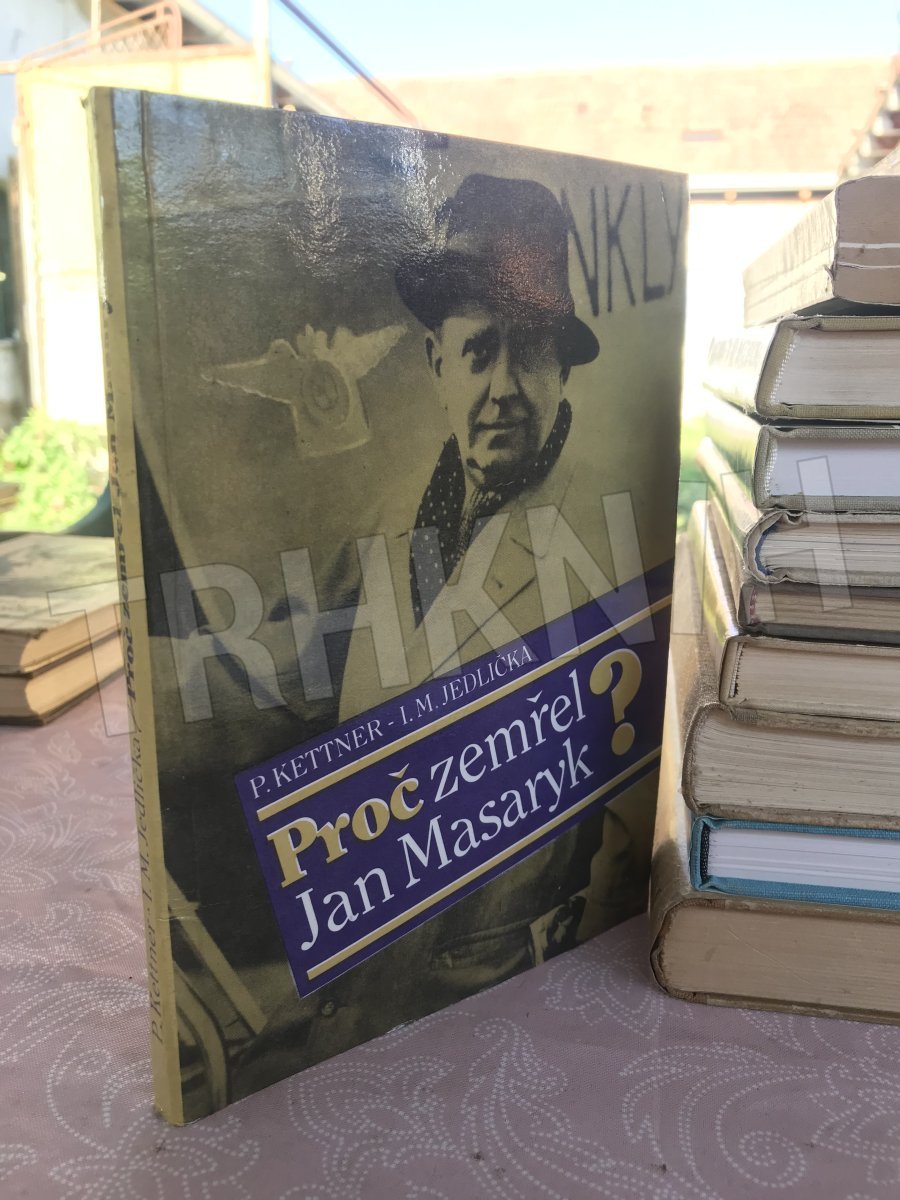 NKLY
P. KETTNER - I. M. JEDLIČKA
Proč zemřel
Jan Masaryk ?
P. Kettner - I. M. Jedlička / Proč zemřel Jan Masaryk ?
TRHKNIH